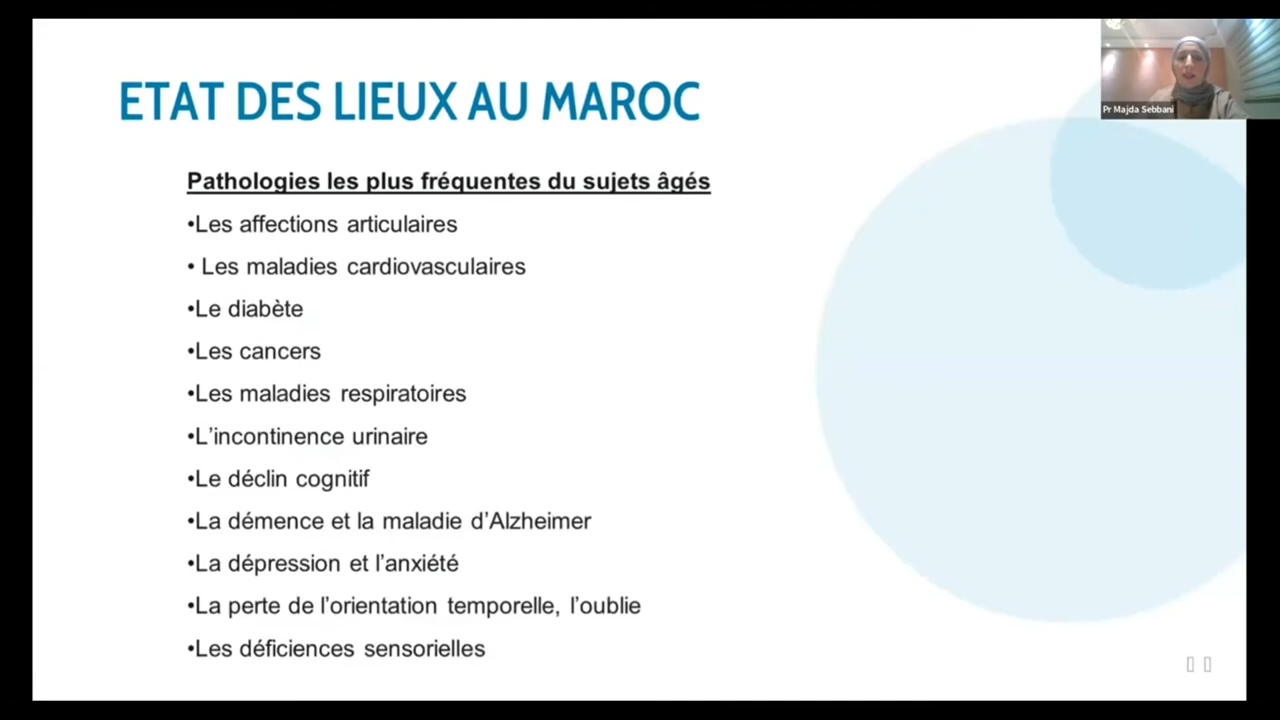 ETAT DES LIEUX AU MAROC
Pr Majda Sebbani
Pathologies les plus fréquentes du sujets âgés
•Les affections articulaires
• Les maladies cardiovasculaires
•Le diabète
•Les cancers
•Les maladies respiratoires
•L’incontinence urinaire
•Le déclin cognitif
•La démence et la maladie d’Alzheimer
•La dépression et l’anxiété
•La perte de l’orientation temporelle, l’oublie
•Les déficiences sensorielles